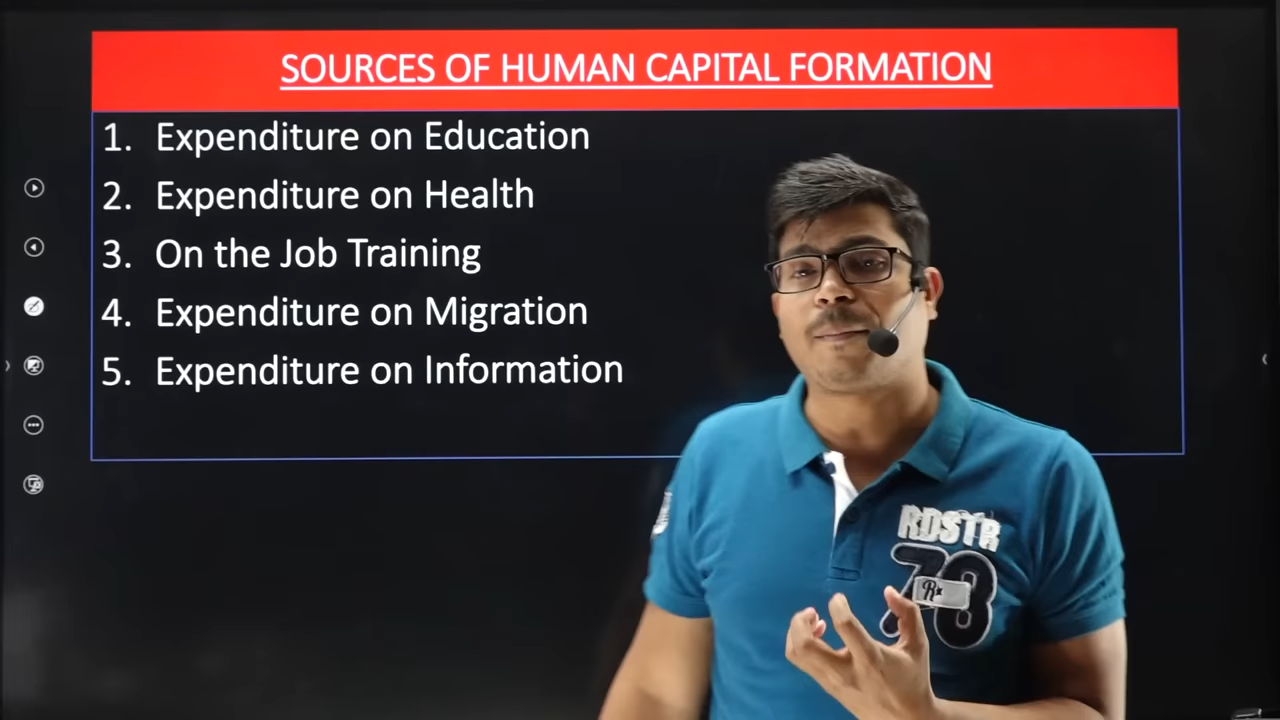 SOURCES OF HUMAN CAPITAL FORMATION
1. Expenditure on Education
2. Expenditure on Health
3. On the Job Training
4. Expenditure on Migration
5. Expenditure on Information
RDSTR
73
R